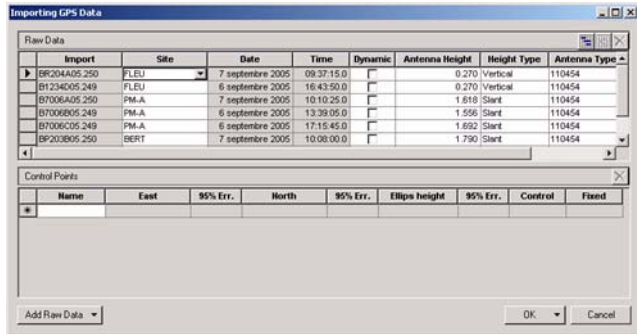 Importing GPS Data
Raw Data
Import Site Date Time Dynamic Antenna Height Height Type Antenna Type
BR204A05.250 FLEU 7 septembre 2005 09:37:15.0 0.270 Vertical 110454
B1234D05.249 FLEU 6 septembre 2005 16:43:50.0 0.270 Vertical 110454
B7006A05.250 PM-A 7 septembre 2005 10:10:25.0 1.618 Slant 110454
B7006B05.249 PM-A 6 septembre 2005 13:39:05.0 1.556 Slant 110454
B7006C05.249 PM-A 6 septembre 2005 17:15:45.0 1.692 Slant 110454
BP203B05.250 BERT 7 septembre 2005 10:08:00.0 1.790 Slant 110454
Control Points
Name East 95% Err. North 95% Err. Ellips height 95% Err. Control Fixed
Add Raw Data OK Cancel